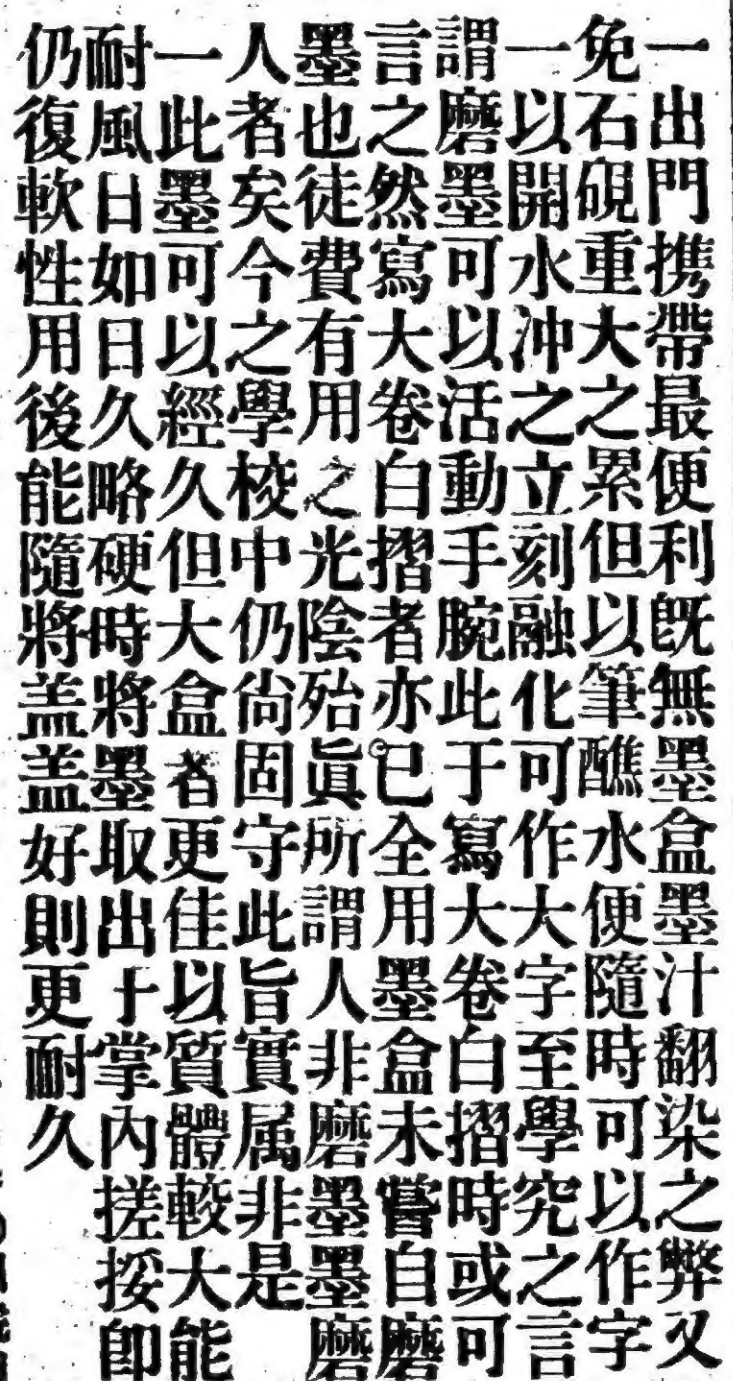 一出門携帶最便利旣無墨盒墨汁翻染之弊又
免石硯重大之累但以筆醮水便隨時可以作字
一以開水沖之立刻融化可作大字至學究之言
謂磨墨可以活動手腕此于寫大卷白摺時或可
言之然寫大卷白摺者亦已全用墨盒未嘗自磨
墨也徒費有用之光陰殆眞所謂人非磨墨墨磨
人者矣今之學校中仍尙固守此旨實属非是
一此墨可以經久但大盒者更佳以質體較大能
耐風日如日久略硬時將墨取出于掌內搓挼即
仍復軟性用後能隨將盖盖好則更耐久